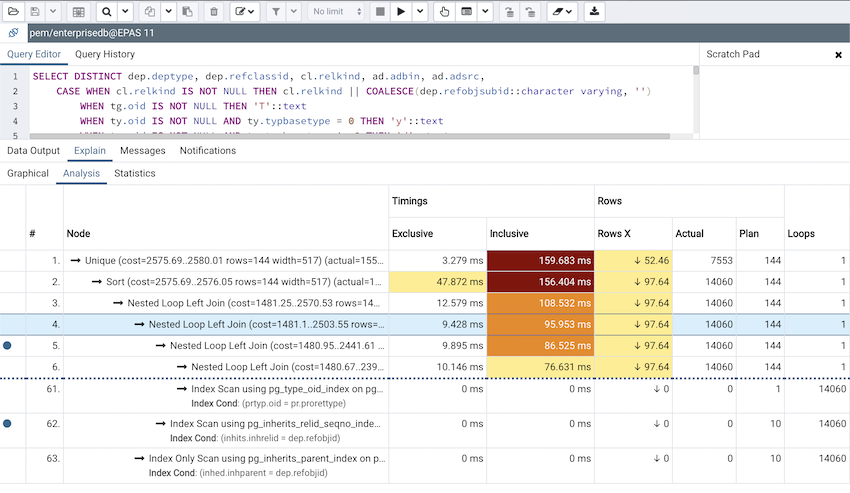 No limit
pem/enterprisedb@EPAS 11
Query Editor Query History Scratch Pad
1 SELECT DISTINCT dep.deptype, dep.refclassid, cl.relkind, ad.adbin, ad.adsrc,
2 CASE WHEN cl.relkind IS NOT NULL THEN cl.relkind || COALESCE(dep.refobjsubid::character varying, '')
3 WHEN tg.oid IS NOT NULL THEN 'T'::text
4 WHEN ty.oid IS NOT NULL AND ty.typbasetype = 0 THEN 'y'::text
5
Data Output Explain Messages Notifications
Graphical Analysis Statistics
Timings Rows
# Node Exclusive Inclusive Rows X Actual Plan Loops
1. → Unique (cost=2575.69..2580.01 rows=144 width=517) (actual=155... 3.279 ms 159.683 ms ↓ 52.46 7553 144 1
2. → Sort (cost=2575.69..2576.05 rows=144 width=517) (actual=1... 47.872 ms 156.404 ms ↓ 97.64 14060 144 1
3. → Nested Loop Left Join (cost=1481.25..2570.53 rows=14... 12.579 ms 108.532 ms ↓ 97.64 14060 144 1
4. → Nested Loop Left Join (cost=1481.1..2503.55 rows=... 9.428 ms 95.953 ms ↓ 97.64 14060 144 1
5. → Nested Loop Left Join (cost=1480.95..2441.61 ... 9.895 ms 86.525 ms ↓ 97.64 14060 144 1
6. → Nested Loop Left Join (cost=1480.67..239... 10.146 ms 76.631 ms ↓ 97.64 14060 144 1
61. → Index Scan using pg_type_oid_index on pg... 0 ms 0 ms ↓ 0 0 1 14060
Index Cond: (prtyp.oid = pr.prorettype)
62. → Index Scan using pg_inherits_relid_seqno_inde... 0 ms 0 ms ↓ 0 0 10 14060
Index Cond: (inhits.inhrelid = dep.refobjid)
63. → Index Only Scan using pg_inherits_parent_index on p... 0 ms 0 ms ↓ 0 0 10 14060
Index Cond: (inhed.inhparent = dep.refobjid)